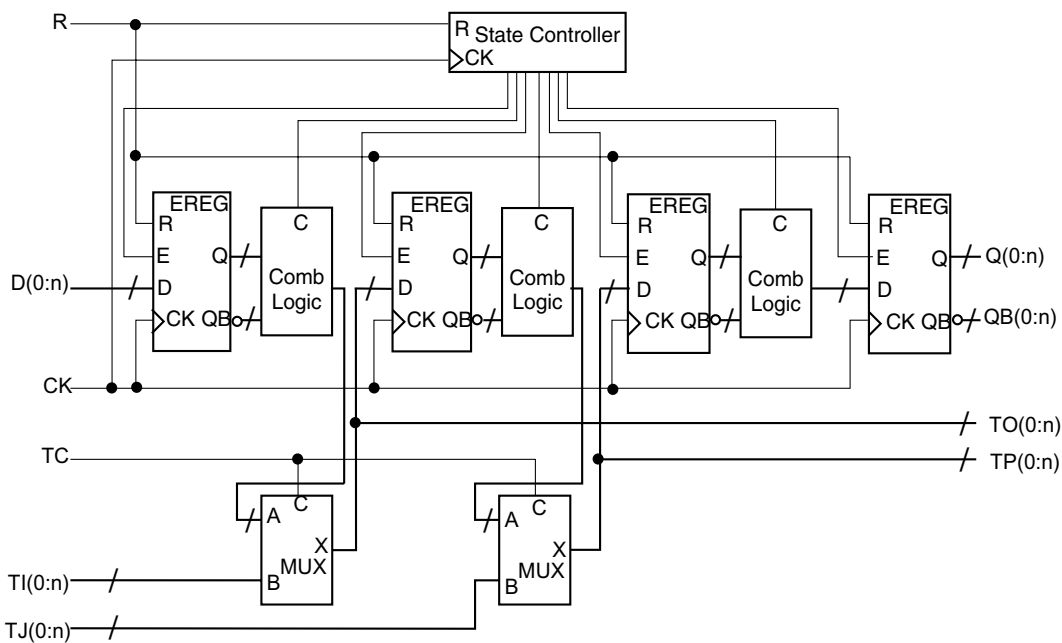 R
R State Controller
CK
EREG
R
E Q
D
CK QB
C
Comb
Logic
EREG
R
E Q
D
CK QB
C
Comb
Logic
EREG
R
E Q
D
CK QB
C
Comb
Logic
EREG
R
E Q
D
CK QB
Q(0:n)
D(0:n)
QB(0:n)
CK
TO(0:n)
TC
TP(0:n)
C
A
X
MUX
B
C
A
X
MUX
B
TI(0:n)
TJ(0:n)